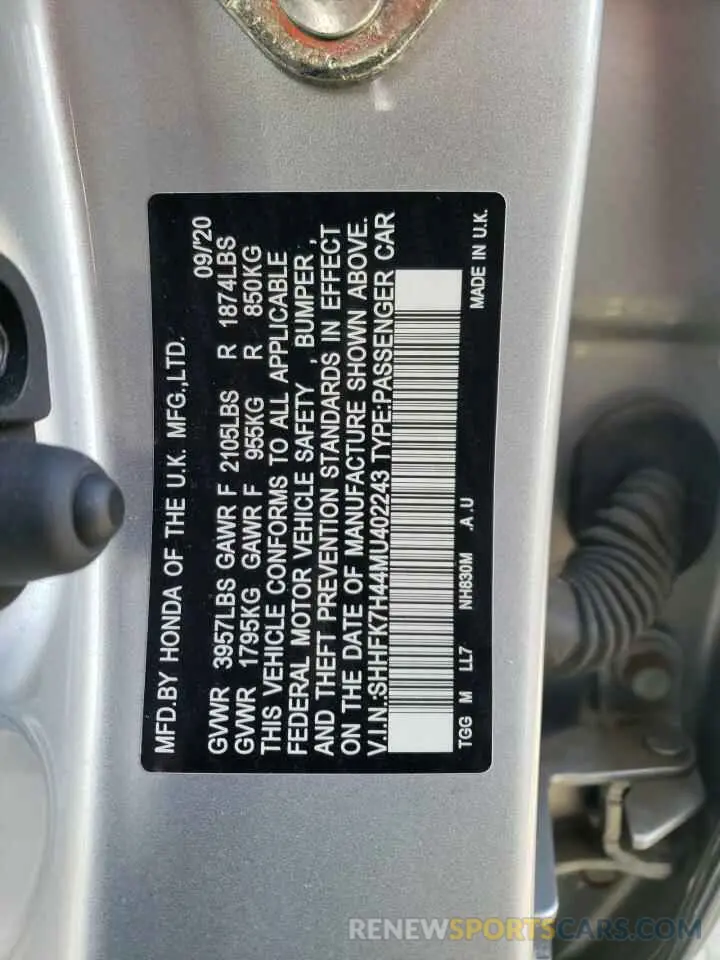 MFD.BY HONDA OF THE U.K. MFG.,LTD. 09/'20
GVWR 3957LBS GAWR F 2105LBS R 1874LBS
GVWR 1795KG GAWR F 955KG R 850KG
THIS VEHICLE CONFORMS TO ALL APPLICABLE
FEDERAL MOTOR VEHICLE SAFETY , BUMPER ,
AND THEFT PREVENTION STANDARDS IN EFFECT
ON THE DATE OF MANUFACTURE SHOWN ABOVE.
V.I.N.:SHHFK7H44MU402243 TYPE:PASSENGER CAR
TGG M LL7 NH830M .A .U MADE IN U.K.
RENEWSPORTSCAR.COM